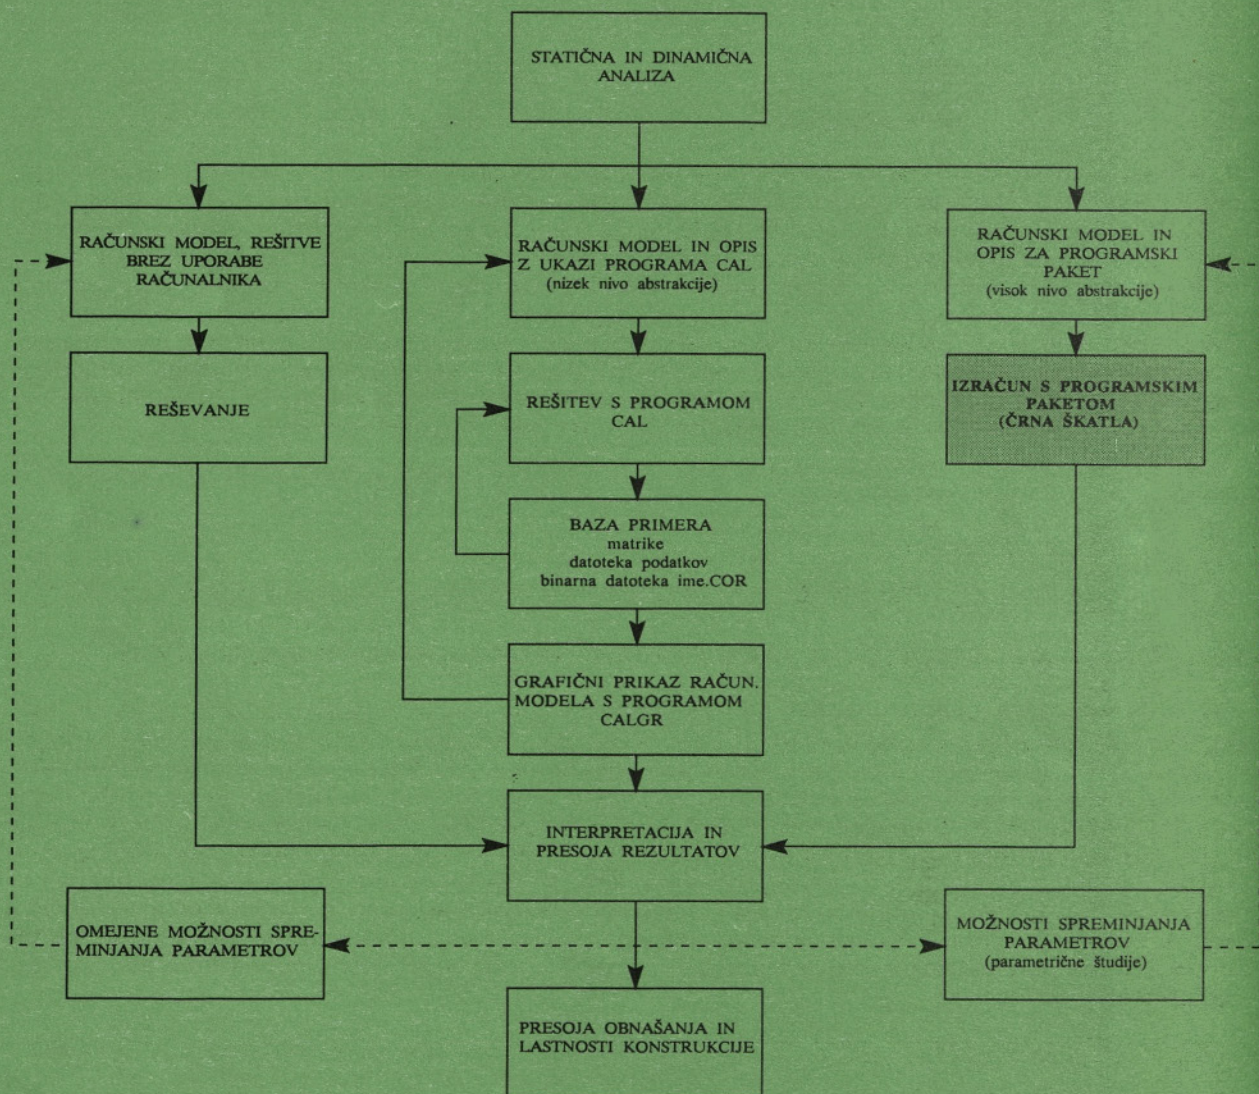 STATIČNA IN DINAMIČNA
ANALIZA
RAČUNSKI MODEL, REŠITVE
BREZ UPORABE
RAČUNALNIKA
RAČUNSKI MODEL IN OPIS
Z UKAZI PROGRAMA CAL
(nizek nivo abstrakcije)
RAČUNSKI MODEL IN
OPIS ZA PROGRAMSKI
PAKET
(visok nivo abstrakcije)
REŠEVANJE
REŠITEV S PROGRAMOM
CAL
IZRAČUN S PROGRAMSKIM
PAKETOM
(ČRNA ŠKATLA)
BAZA PRIMERA
matrike
datoteka podatkov
binarna datoteka ime.COR
GRAFIČNI PRIKAZ RAČUN.
MODELA S PROGRAMOM
CALGR
INTERPRETACIJA IN
PRESOJA REZULTATOV
OMEJENE MOŽNOSTI SPRE-
MINJANJA PARAMETROV
MOŽNOSTI SPREMINJANJA
PARAMETROV
(parametrične študije)
PRESOJA OBNAŠANJA IN
LASTNOSTI KONSTRUKCIJE